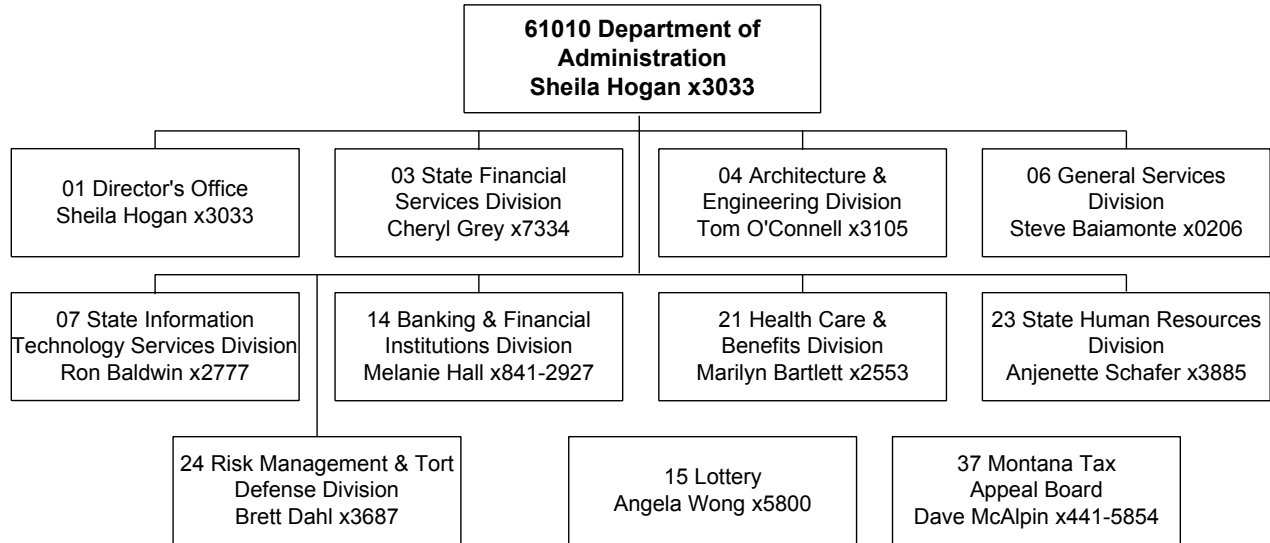 61010 Department of
Administration
Sheila Hogan x3033
01 Director's Office
Sheila Hogan x3033
03 State Financial
Services Division
Cheryl Grey x7334
04 Architecture &
Engineering Division
Tom O'Connell x3105
06 General Services
Division
Steve Baiamonte x0206
07 State Information
Technology Services Division
Ron Baldwin x2777
14 Banking & Financial
Institutions Division
Melanie Hall x841-2927
21 Health Care &
Benefits Division
Marilyn Bartlett x2553
23 State Human Resources
Division
Anjenette Schafer x3885
24 Risk Management & Tort
Defense Division
Brett Dahl x3687
15 Lottery
Angela Wong x5800
37 Montana Tax
Appeal Board
Dave McAlpin x441-5854